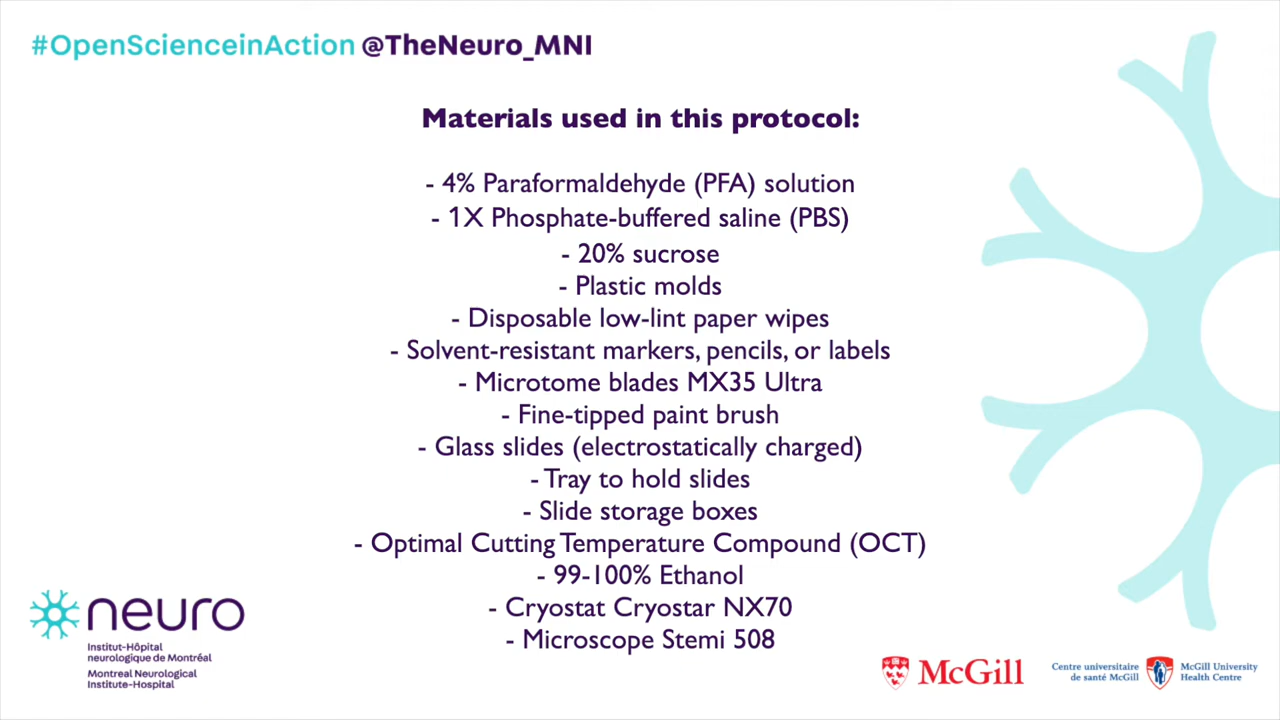 #OpenScienceinAction @TheNeuro_MNI
Materials used in this protocol:
- 4% Paraformaldehyde (PFA) solution
- 1X Phosphate-buffered saline (PBS)
- 20% sucrose
- Plastic molds
- Disposable low-lint paper wipes
- Solvent-resistant markers, pencils, or labels
- Microtome blades MX35 Ultra
- Fine-tipped paint brush
- Glass slides (electrostatically charged)
- Tray to hold slides
- Slide storage boxes
- Optimal Cutting Temperature Compound (OCT)
- 99-100% Ethanol
- Cryostat Cryostar NX70
- Microscope Stemi 508
neuro
Institut-Hôpital
neurologique de Montréal
Montreal Neurological
Institute-Hospital
McGill
Centre universitaire
de santé McGill
McGill University
Health Centre